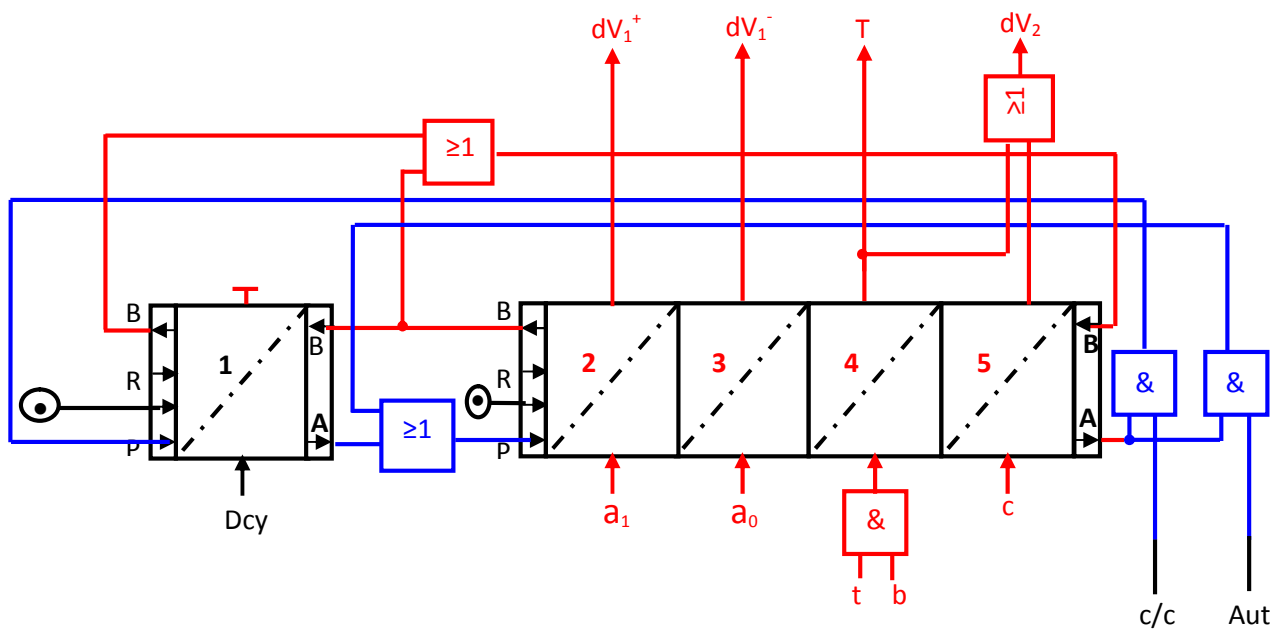 dV₁⁺ dV₁⁻ T dV₂
≥1
≥1
B B 1 R P A
≥1
B R P 2 3 4 5 B A
& &
Dcy
a₁ a₀ & c
t b
c/c Aut